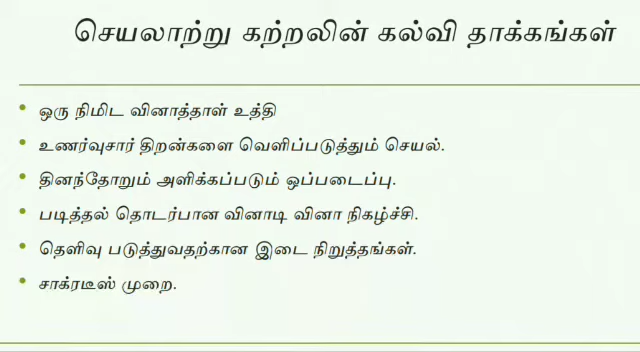 செயலாற்று கற்றலின் கல்வி தாக்கங்கள்
• ஒரு நிமிட வினாத்தாள் உத்தி
• உணர்வுசார் திறன்களை வெளிப்படுத்தும் செயல்.
• தினந்தோறும் அளிக்கப்படும் ஒப்படைப்பு.
• படித்தல் தொடர்பான வினாடி வினா நிகழ்ச்சி.
• தெளிவு படுத்துவதற்கான இடை நிறுத்தங்கள்.
• சாக்ரடீஸ் முறை.